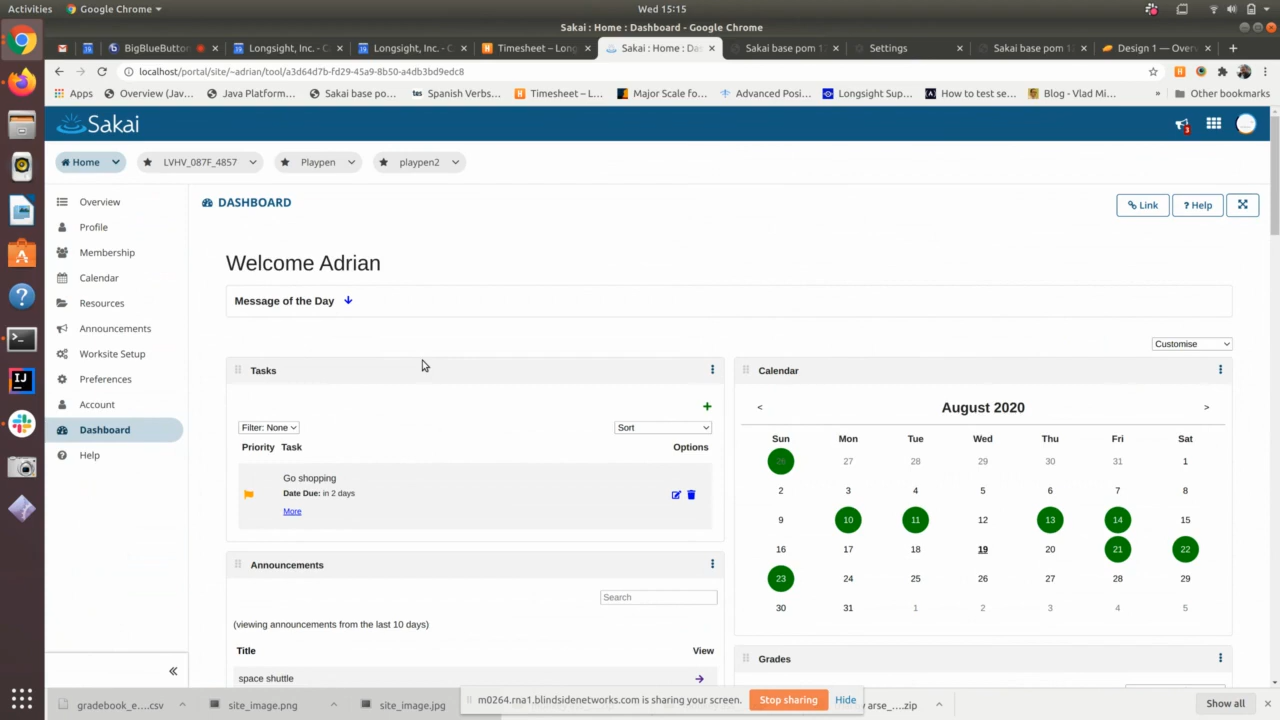 Activities
Google Chrome
Wed 15:15
Sakai : Home : Dashboard - Google Chrome
BigBlueButto
Longsight, Inc. - C
Longsight, Inc. - C
Timesheet – Long
Sakai : Home : Das
Sakai base pom 1
Settings
Sakai base pom 1
Design 1 — Overv
localhost/portal/site/~adrian/tool/a3d64d7b-fd29-45a9-8b50-a4db3bd9edc8
Apps
Overview (Jav...
Java Platform...
Sakai base po...
Spanish Verbs...
Timesheet – L...
Major Scale fo...
Advanced Posi...
Longsight Sup...
How to test se...
Blog – Vlad Mi...
»
Other bookmarks
Sakai
3
Home
LVHV_087F_4857
Playpen
playpen2
Overview
Profile
Membership
Calendar
Resources
Announcements
Worksite Setup
Preferences
Account
Dashboard
Help
DASHBOARD
Link
? Help
Welcome Adrian
Message of the Day
Customise
Tasks
+
Filter: None
Sort
Priority Task Options
Go shopping
Date Due: in 2 days
More
Announcements
Search
(viewing announcements from the last 10 days)
Title View
space shuttle
Calendar
< August 2020 >
Sun Mon Tue Wed Thu Fri Sat
26 27 28 29 30 31 1
2 3 4 5 6 7 8
9 10 11 12 13 14 15
16 17 18 19 20 21 22
23 24 25 26 27 28 29
30 31 1 2 3 4 5
Grades
gradebook_e....csv
site_image.png
site_image.jpg
m0264.rna1.blindsidenetworks.com is sharing your screen.
Stop sharing
Hide
arse_....zip
Show all